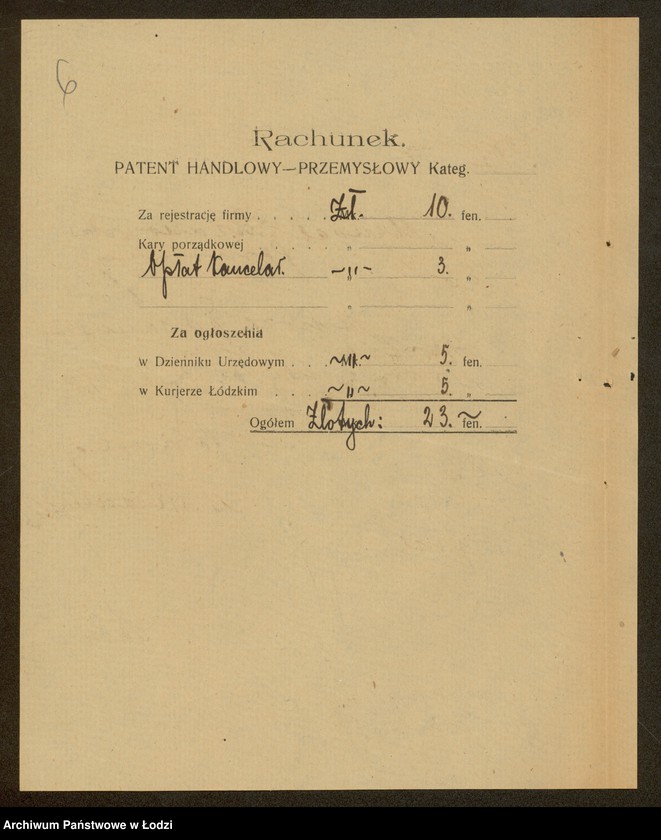 6
Rachunek.
PATENT HANDLOWY—PRZEMYSŁOWY Kateg.
Za rejestrację firmy . . . . Zł. 10. fen.
Kary porządkowej . . . . „ „
Opłat Kancelar. —„— 3. „
„ „
Za ogłoszenia
w Dzienniku Urzędowym . . . ~Mk.~ 5. fen.
w Kurjerze Łódzkim . . . ~ „ ~ 5. „
Ogółem Złotych: 23.~ fen.
Archiwum Państwowe w Łodzi